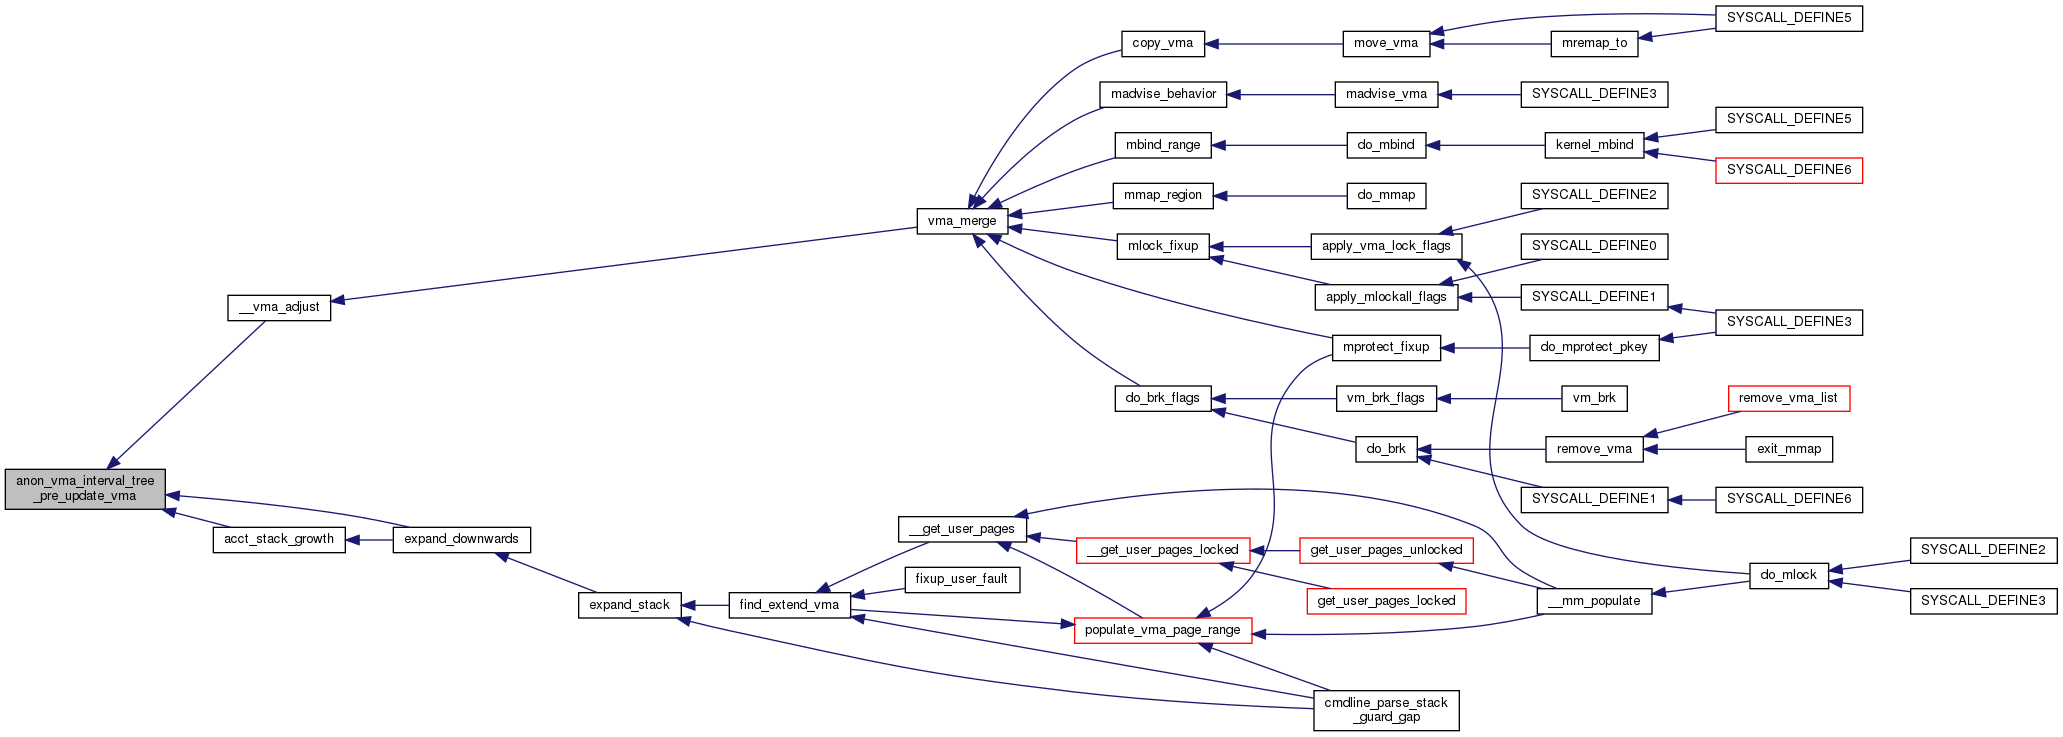 SYSCALL_DEFINE5
copy_vma
move_vma
mremap_to
madvise_behavior
madvise_vma
SYSCALL_DEFINE3
SYSCALL_DEFINE5
mbind_range
do_mbind
kernel_mbind
SYSCALL_DEFINE6
mmap_region
do_mmap
SYSCALL_DEFINE2
vma_merge
mlock_fixup
apply_vma_lock_flags
SYSCALL_DEFINE0
apply_mlockall_flags
SYSCALL_DEFINE1
__vma_adjust
SYSCALL_DEFINE3
mprotect_fixup
do_mprotect_pkey
do_brk_flags
vm_brk_flags
vm_brk
remove_vma_list
do_brk
remove_vma
exit_mmap
anon_vma_interval_tree
_pre_update_vma
SYSCALL_DEFINE1
SYSCALL_DEFINE6
acct_stack_growth
expand_downwards
__get_user_pages
__get_user_pages_locked
get_user_pages_unlocked
SYSCALL_DEFINE2
fixup_user_fault
do_mlock
expand_stack
find_extend_vma
get_user_pages_locked
__mm_populate
SYSCALL_DEFINE3
populate_vma_page_range
cmdline_parse_stack
_guard_gap